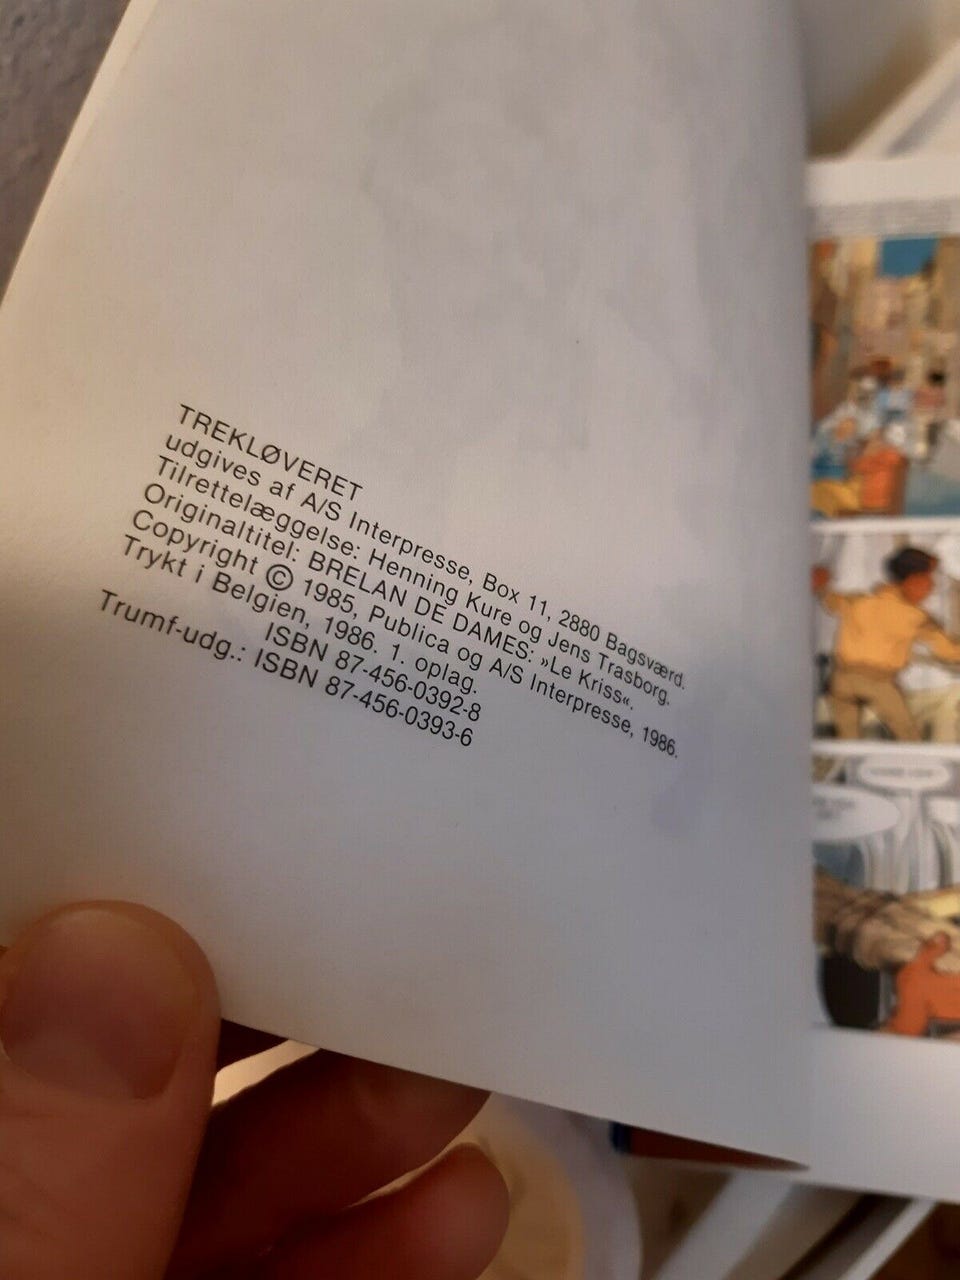 TREKLØVERET
udgives af A/S Interpresse, Box 11, 2880 Bagsværd.
Tilrettelæggelse: Henning Kure og Jens Trasborg.
Originaltitel: BRELAN DE DAMES: »Le Kriss«.
Copyright © 1985, Publica og A/S Interpresse, 1986.
Trykt i Belgien, 1986. 1. oplag.
ISBN 87-456-0392-8
Trumf-udg.: ISBN 87-456-0393-6